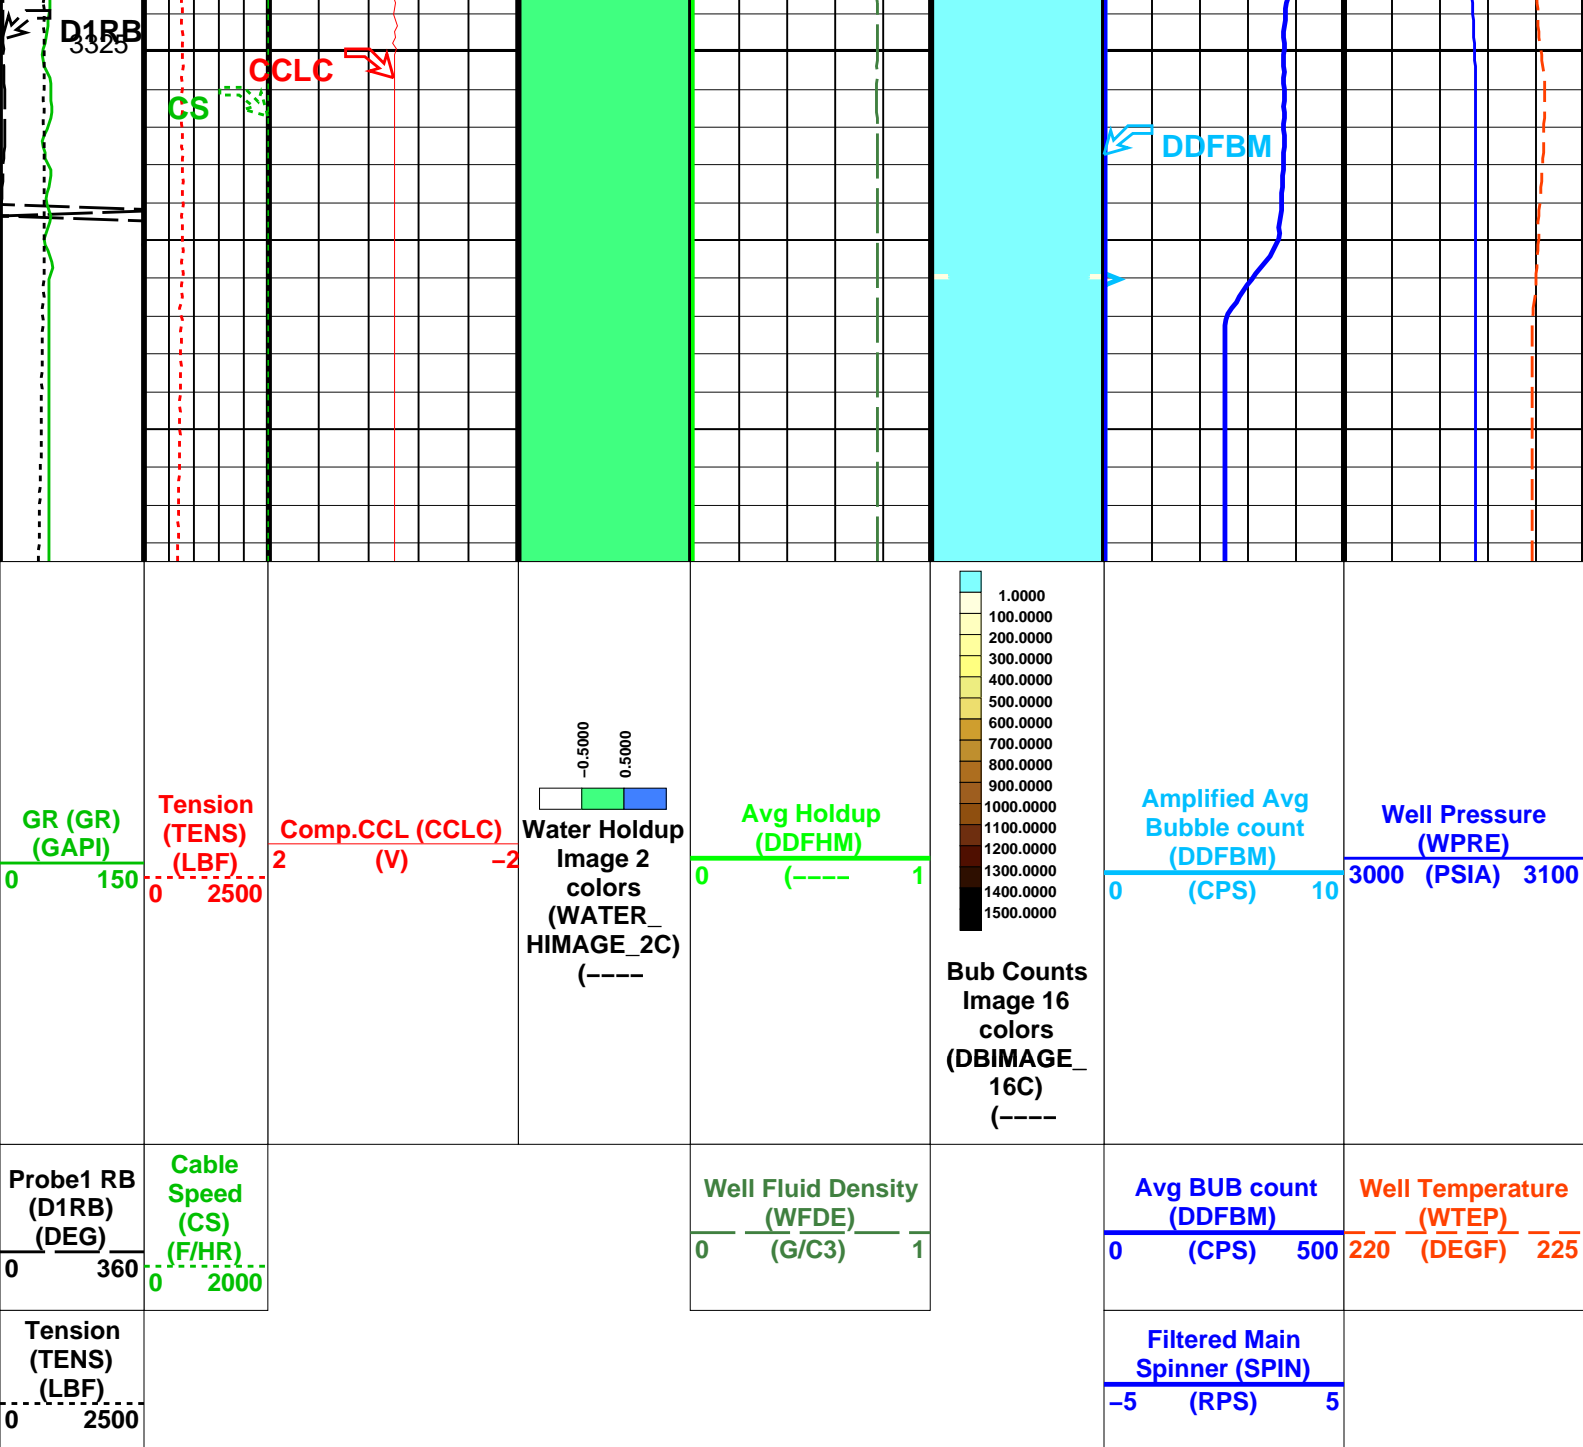 D1RB
3325
CCLC
CS
DDFBM
GR (GR)
(GAPI)
0 150
Tension
(TENS)
(LBF)
0 2500
Comp.CCL (CCLC)
2 (V) −2
−0.5000
0.5000
Water Holdup
Image 2
colors
(WATER_
HIMAGE_2C)
(−−−−
Avg Holdup
(DDFHM)
0 (−−−− 1
1.0000
100.0000
200.0000
300.0000
400.0000
500.0000
600.0000
700.0000
800.0000
900.0000
1000.0000
1100.0000
1200.0000
1300.0000
1400.0000
1500.0000
Bub Counts
Image 16
colors
(DBIMAGE_
16C)
(−−−−
Amplified Avg
Bubble count
(DDFBM)
0 (CPS) 10
Well Pressure
(WPRE)
3000 (PSIA) 3100
Probe1 RB
(D1RB)
(DEG)
0 360
Cable
Speed
(CS)
(F/HR)
0 2000
Well Fluid Density
(WFDE)
0 (G/C3) 1
Avg BUB count
(DDFBM)
0 (CPS) 500
Well Temperature
(WTEP)
220 (DEGF) 225
Tension
(TENS)
(LBF)
0 2500
Filtered Main
Spinner (SPIN)
−5 (RPS) 5